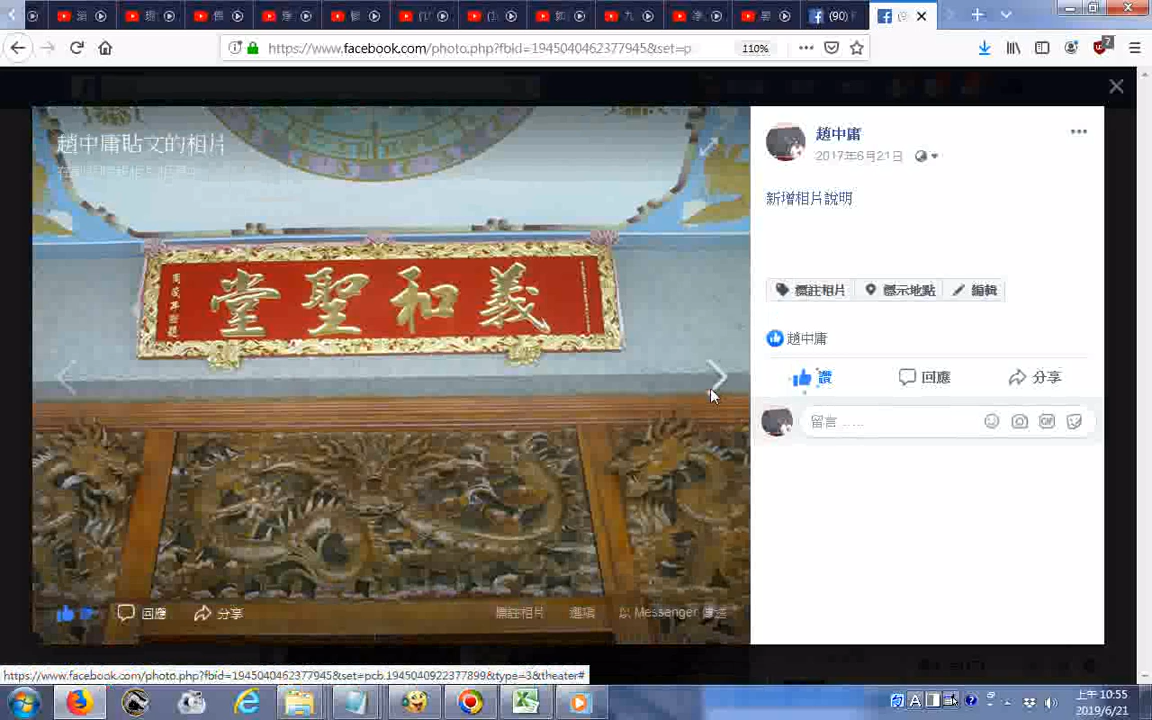 (90)
https://www.facebook.com/photo.php?fbid=1945040462377945&set=p
110%
7
趙中庸貼文的相片
趙中庸
2017年6月21日
新增相片說明
堂聖和義
標註相片
標示地點
編輯
趙中庸
讚
回應
分享
留言……
GIF
讚
回應
分享
標註相片
選項
以 Messenger 傳送
https://www.facebook.com/photo.php?fbid=1945040462377945&set=pcb.1945040922377899&type=3&theater#
上午 10:55
2019/6/21